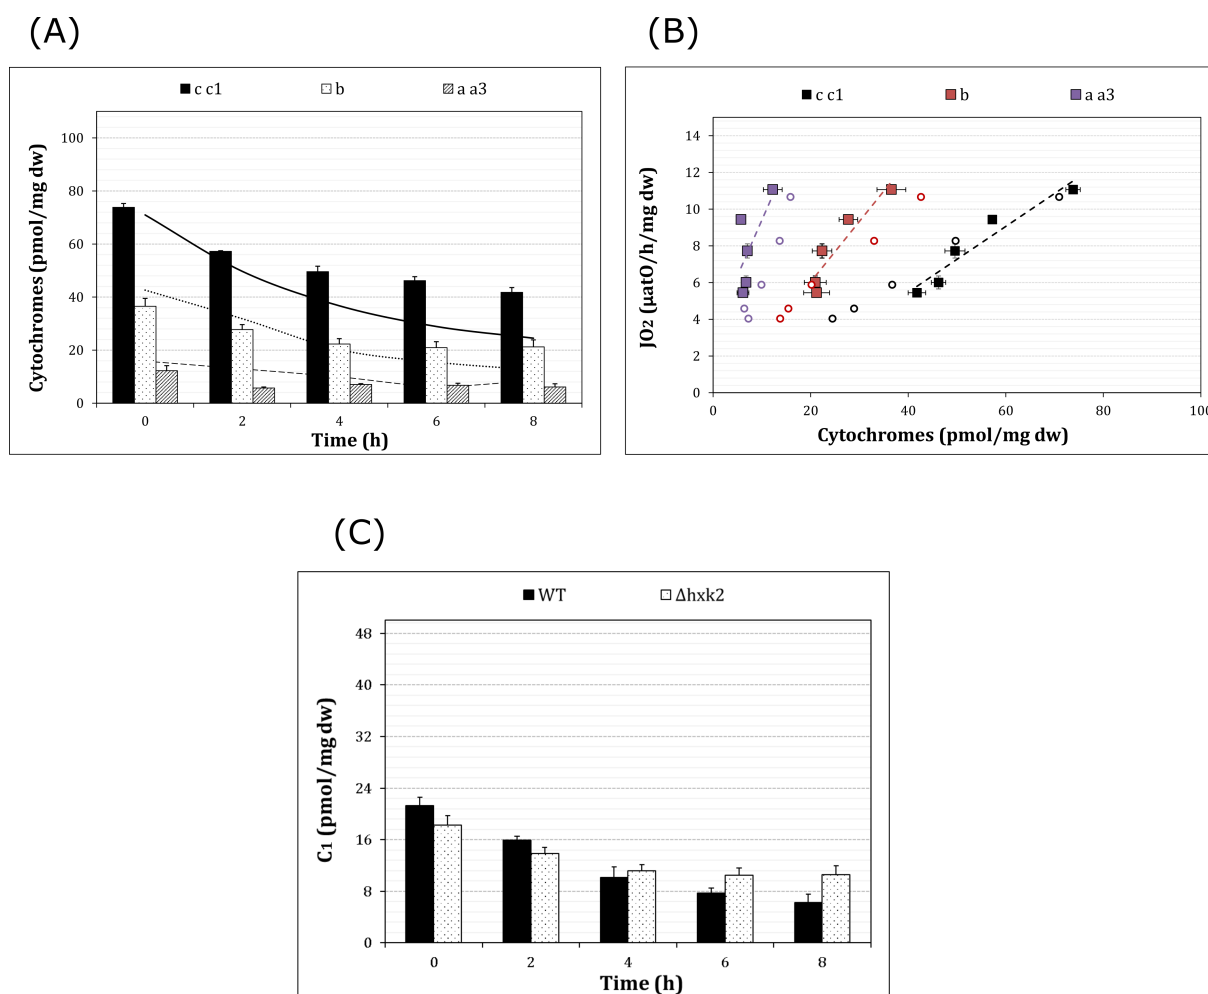 (A)
c c1 b a a3
100
80
60
40
20
0
0 2 4 6 8
Time (h)
Cytochromes (pmol/mg dw)
(B)
c c1 b a a3
14
12
10
8
6
4
2
0
0 20 40 60 80 100
Cytochromes (pmol/mg dw)
JO2 (µatO/h/mg dw)
(C)
WT Δhxk2
48
40
32
24
16
8
0
0 2 4 6 8
Time (h)
C1 (pmol/mg dw)